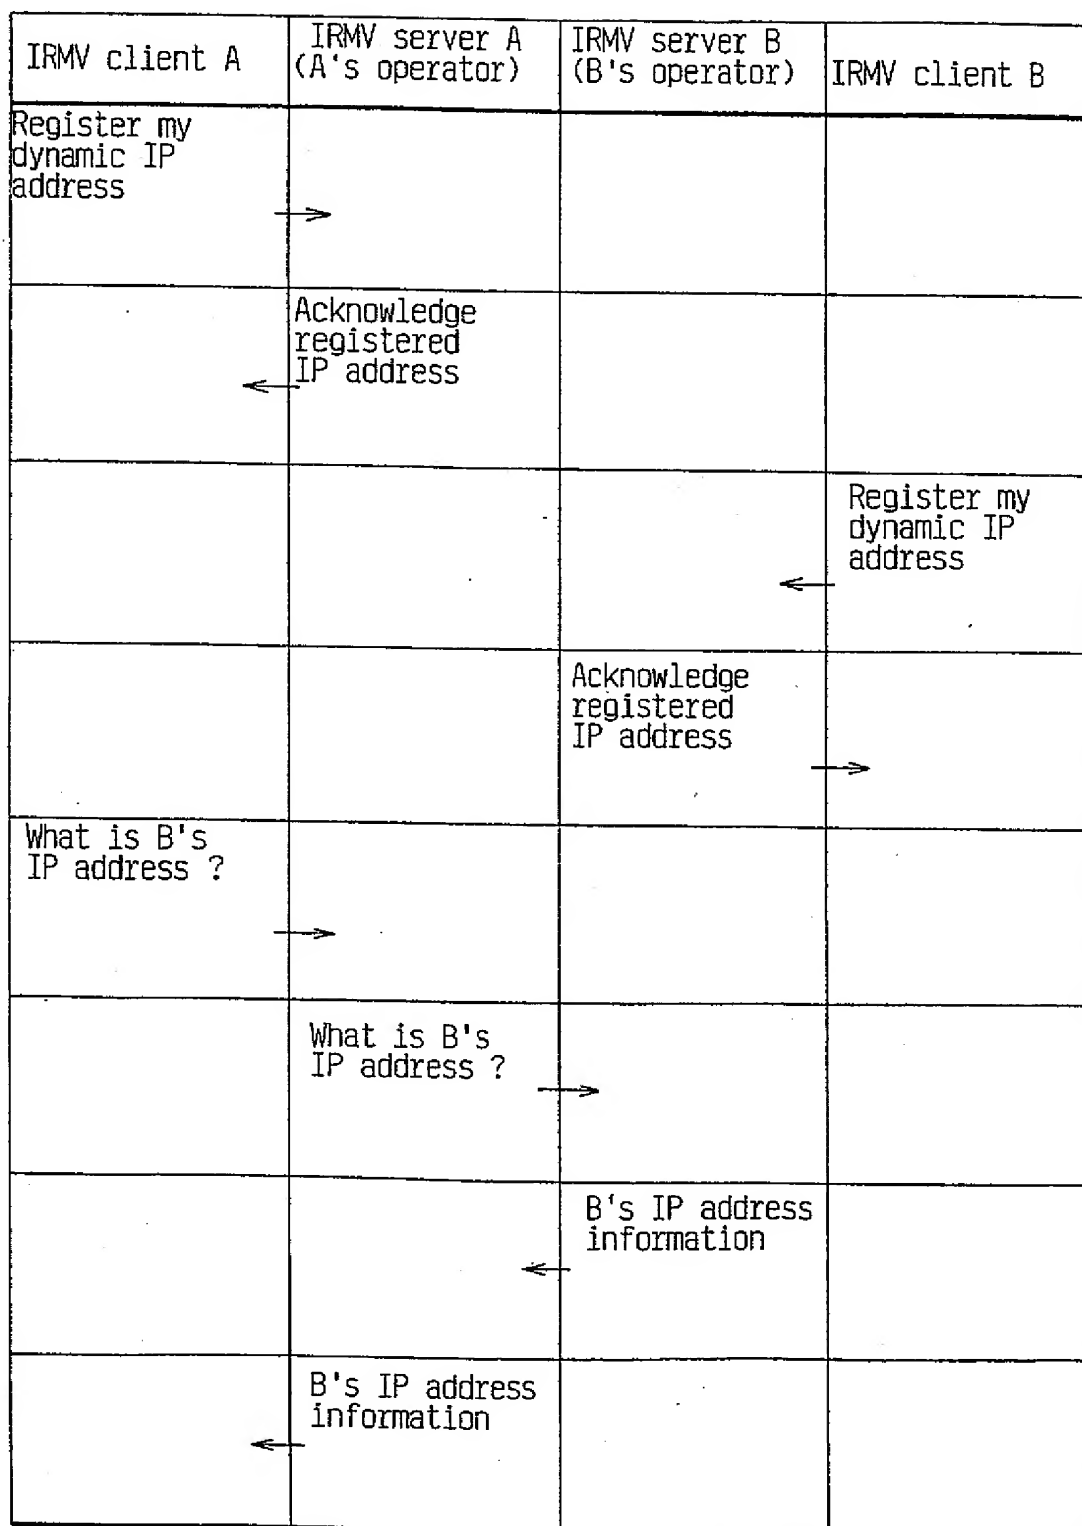 IRMV client A
IRMV server A
(A's operator)
IRMV server B
(B's operator)
IRMV client B
Register my
dynamic IP
address
Acknowledge
registered
IP address
Register my
dynamic IP
address
Acknowledge
registered
IP address
What is B's
IP address ?
What is B's
IP address ?
B's IP address
information
B's IP address
information